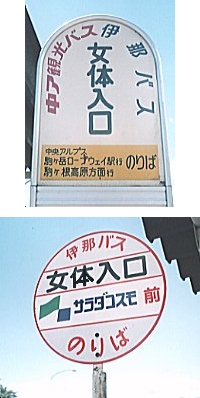 中ア観光バス 伊那バス
女体入口
中央アルプス
駒ヶ岳ロープウェイ駅行
駒ヶ根高原方面行
のりば
伊那バス
女体入口
サラダコスモ 前
のりば